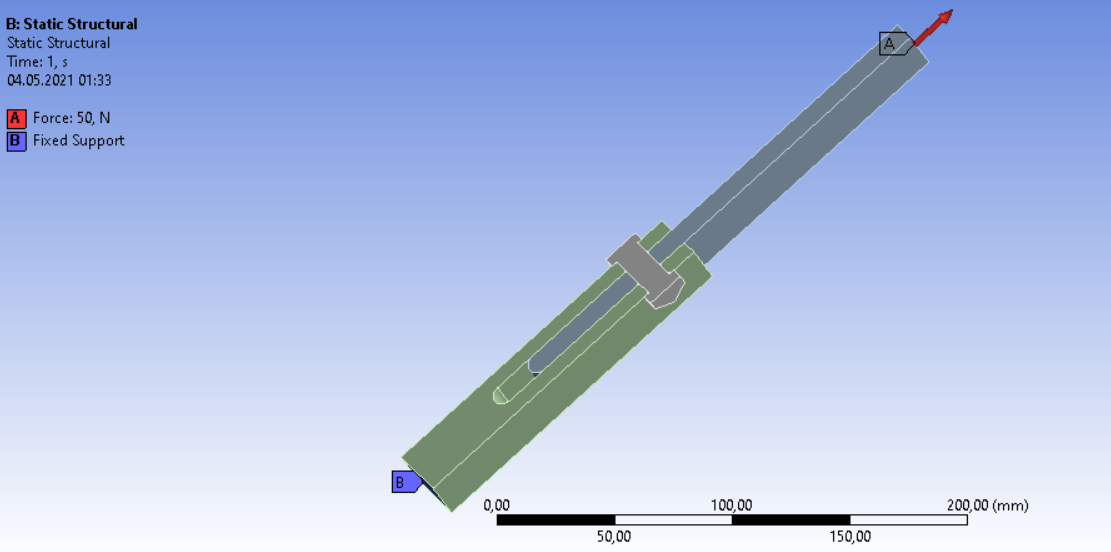 B: Static Structural
Static Structural
Time: 1, s
04.05.2021 01:33
A Force: 50, N
B Fixed Support
A
B
0,00 100,00 200,00 (mm)
50,00 150,00